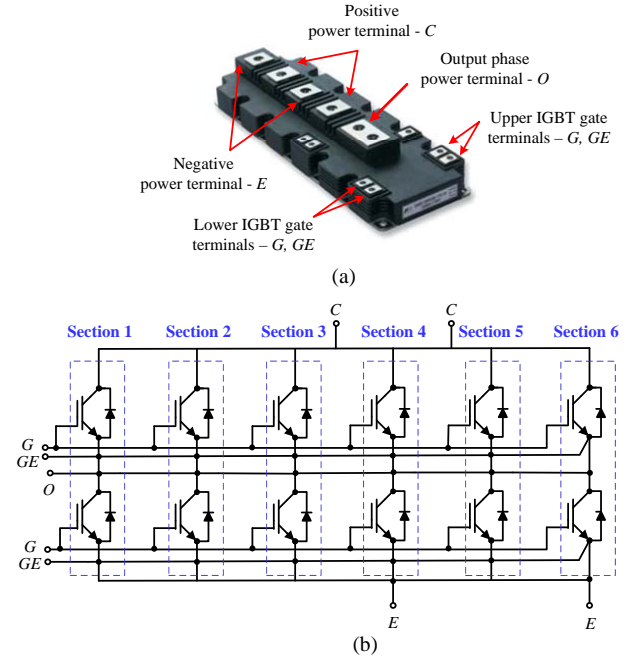 Positive
power terminal - C
Output phase
power terminal - O
Upper IGBT gate
terminals – G, GE
Negative
power terminal - E
Lower IGBT gate
terminals – G, GE
(a)
C
C
Section 1
Section 2
Section 3
Section 4
Section 5
Section 6
G
GE
O
G
GE
E
E
(b)